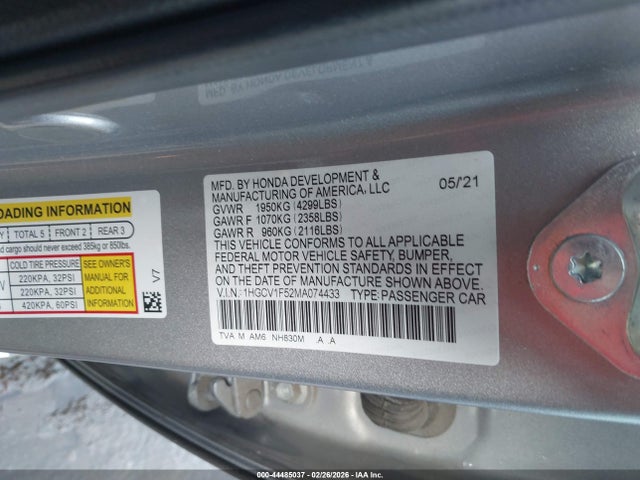 MFD. BY HONDA DEVELOPMENT & 05/21
MANUFACTURING OF AMERICA, LLC
GVWR 1950KG (4299LBS)
GAWR F 1070KG (2358LBS)
GAWR R 960KG (2116LBS)
THIS VEHICLE CONFORMS TO ALL APPLICABLE
FEDERAL MOTOR VEHICLE SAFETY, BUMPER,
AND THEFT PREVENTION STANDARDS IN EFFECT
ON THE DATE OF MANUFACTURE SHOWN ABOVE.
V.I.N.: 1HGCV1F52MA074433 TYPE:PASSENGER CAR
TVA M AM6 NH830M .A .A
OADING INFORMATION
TOTAL 5 FRONT 2 REAR 3
cargo should never exceed 385kg or 850lbs.
COLD TIRE PRESSURE
220KPA, 32PSI
220KPA, 32PSI
420KPA, 60PSI
SEE OWNER'S
MANUAL FOR
ADDITIONAL
INFORMATION
V7
000-44485037 - 02/26/2026 - IAA Inc.